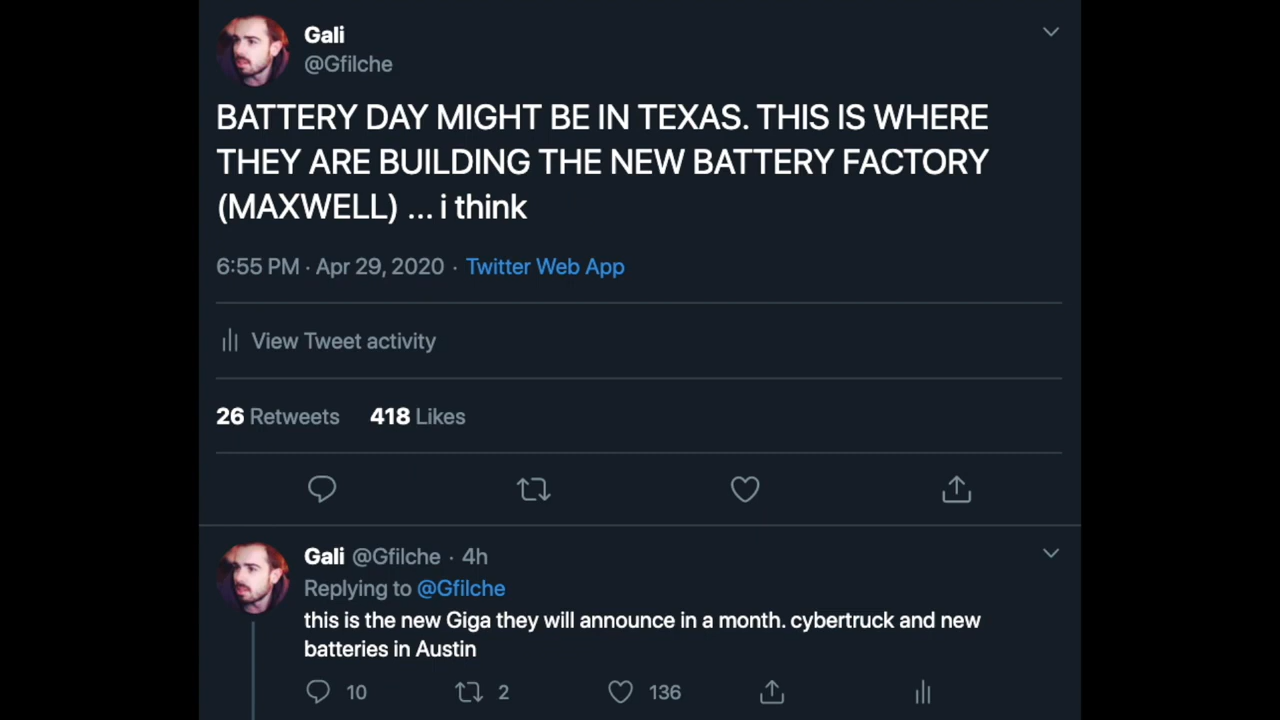 Gali
@Gfilche
BATTERY DAY MIGHT BE IN TEXAS. THIS IS WHERE
THEY ARE BUILDING THE NEW BATTERY FACTORY
(MAXWELL) ... i think
6:55 PM · Apr 29, 2020 · Twitter Web App
View Tweet activity
26 Retweets 418 Likes
Gali @Gfilche · 4h
Replying to @Gfilche
this is the new Giga they will announce in a month. cybertruck and new
batteries in Austin
10 2 136